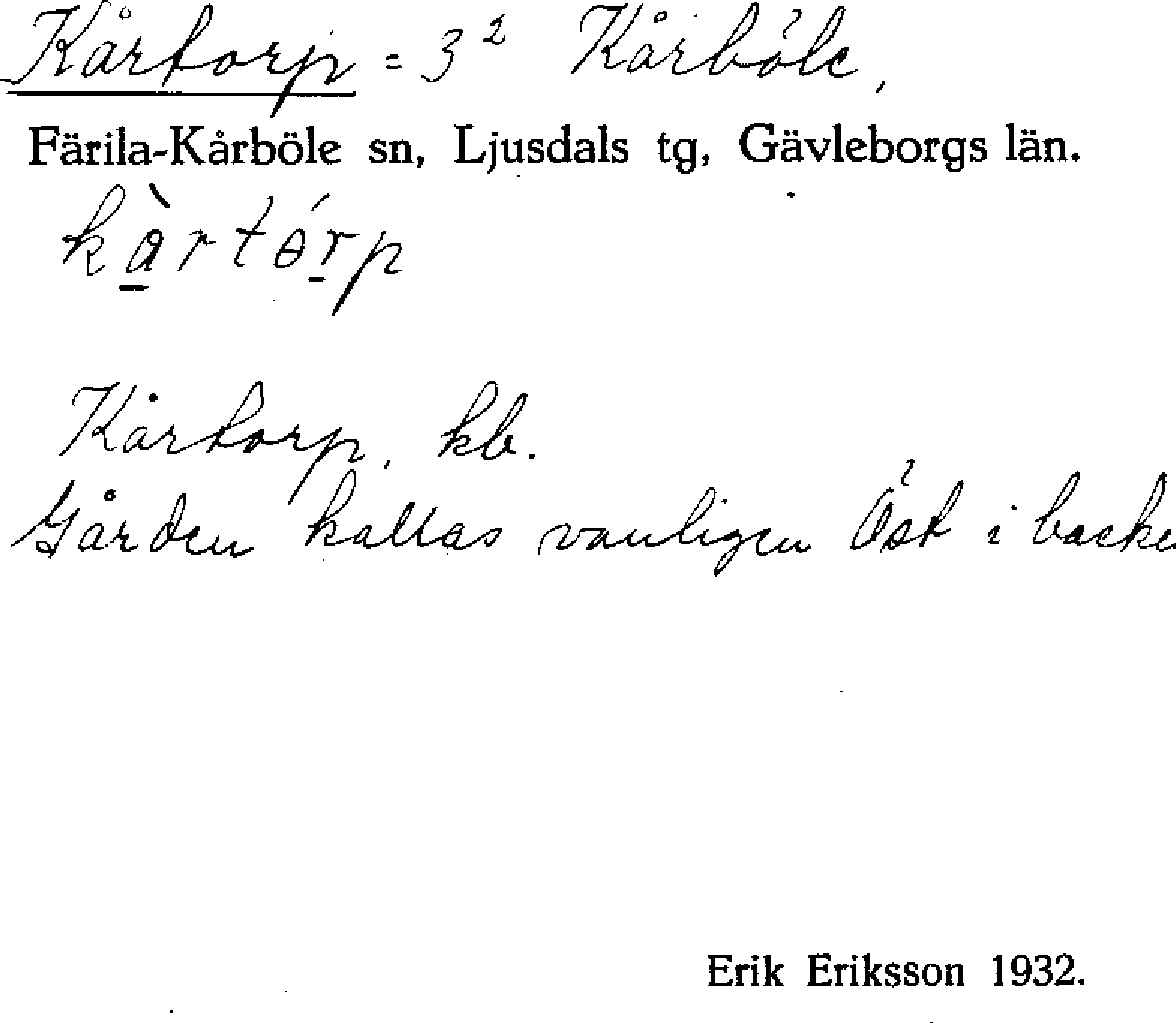 Kårtorp = 3² Kårböle,
Färila-Kårböle sn, Ljusdals tg, Gävleborgs län.
kàrtórp
Kårtorp, kb.
Gården kallas vanligen Öst i backe
Erik Eriksson 1932.